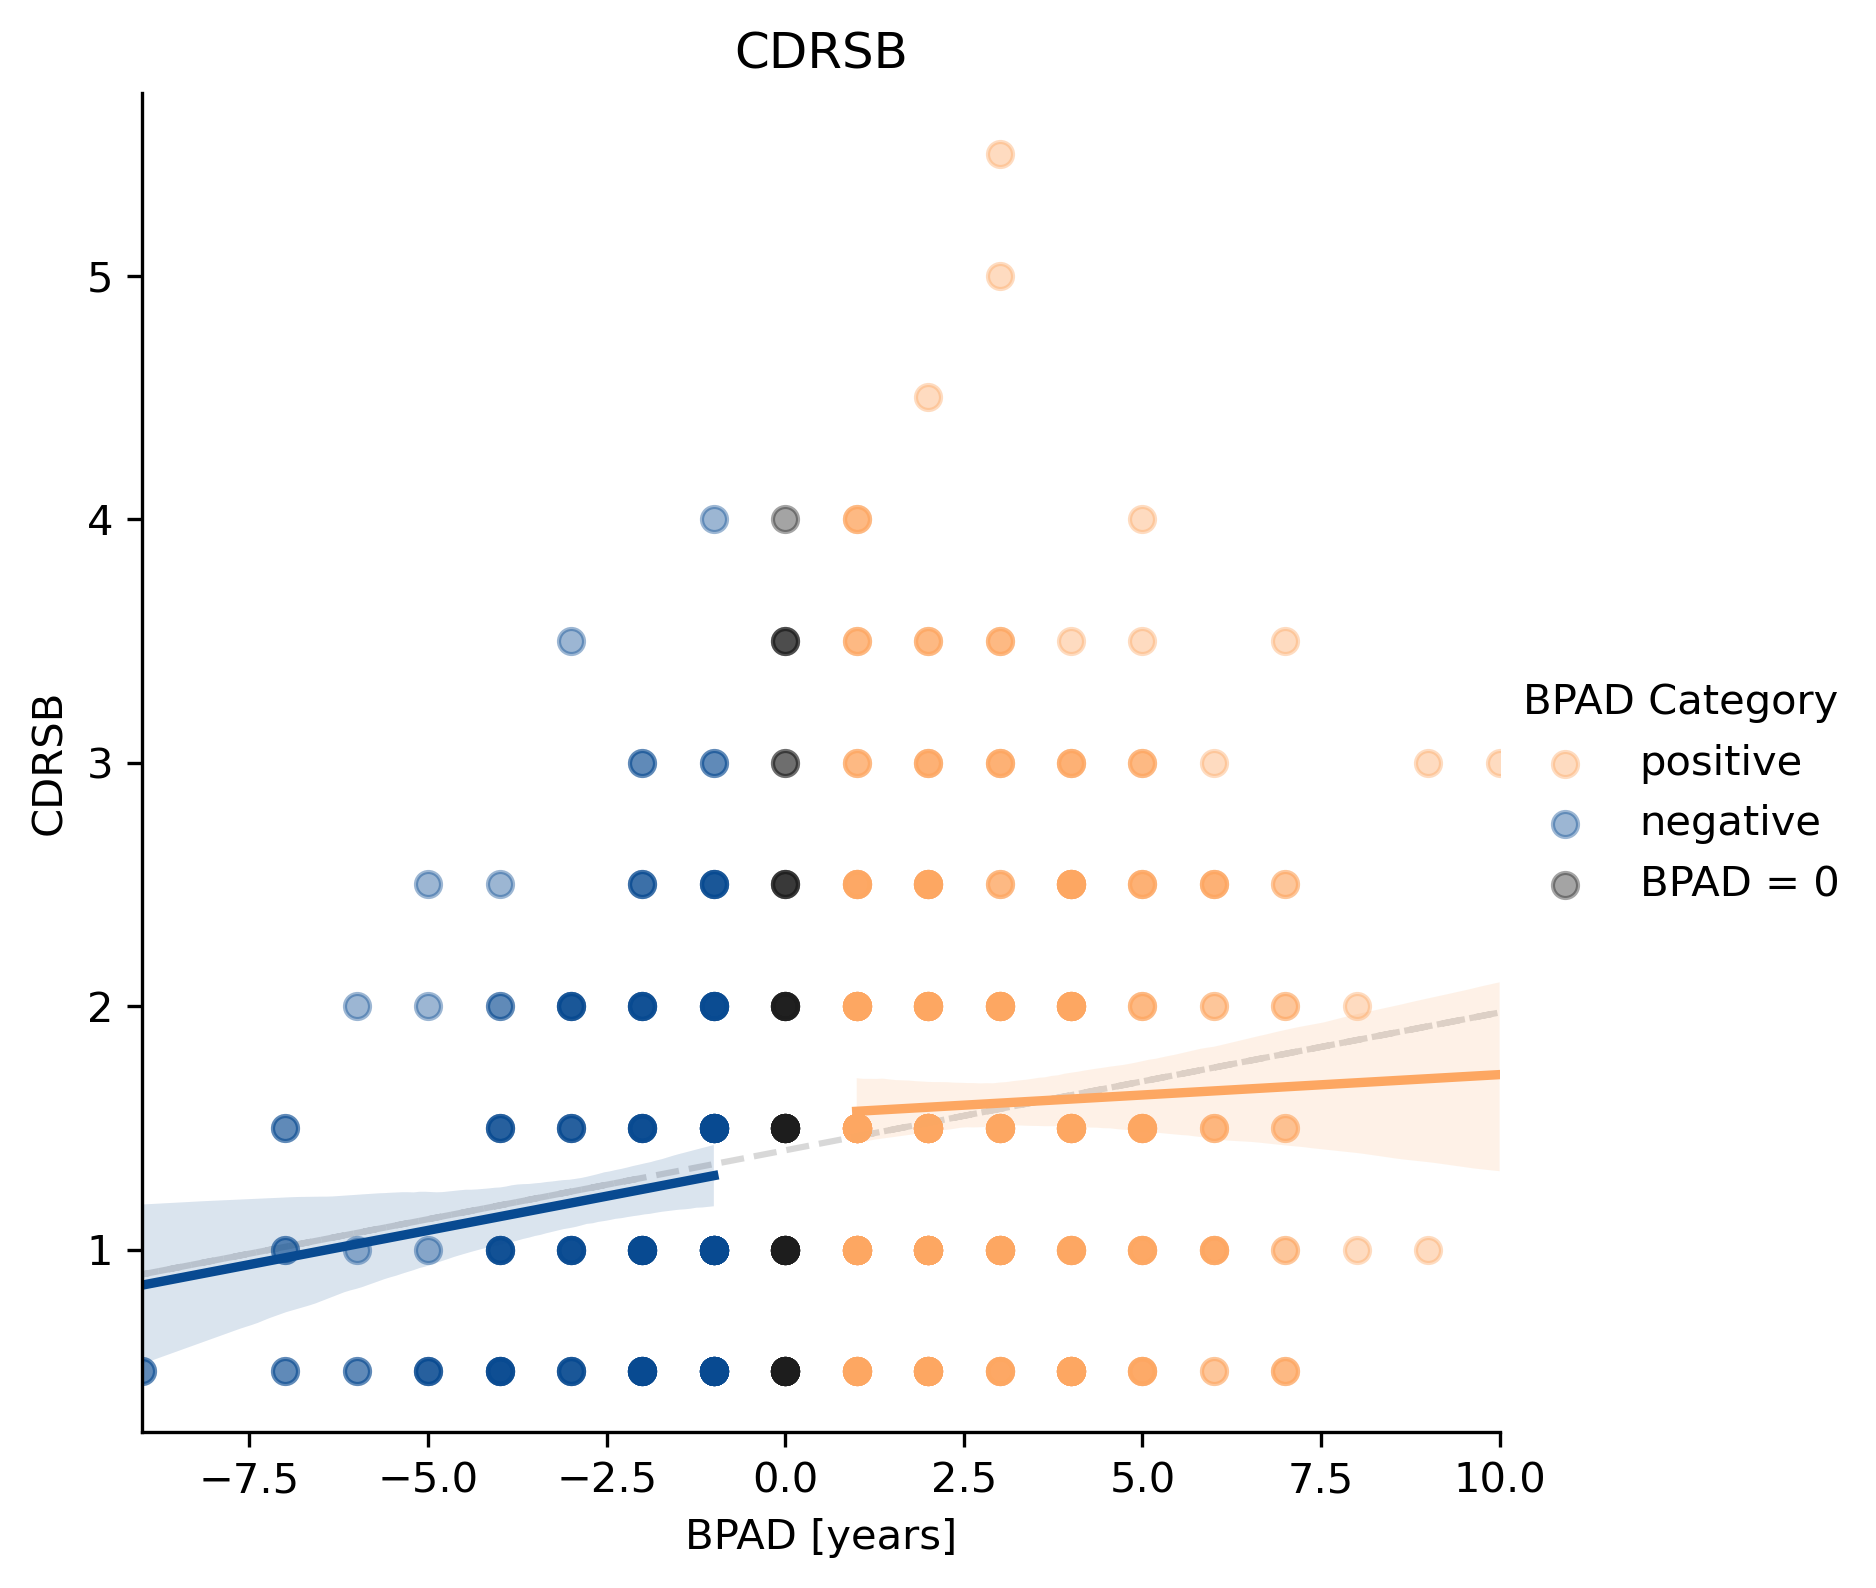 CDRSB
5
4
3
2
1
CDRSB
−7.5 −5.0 −2.5 0.0 2.5 5.0 7.5 10.0
BPAD [years]
BPAD Category
positive
negative
BPAD = 0